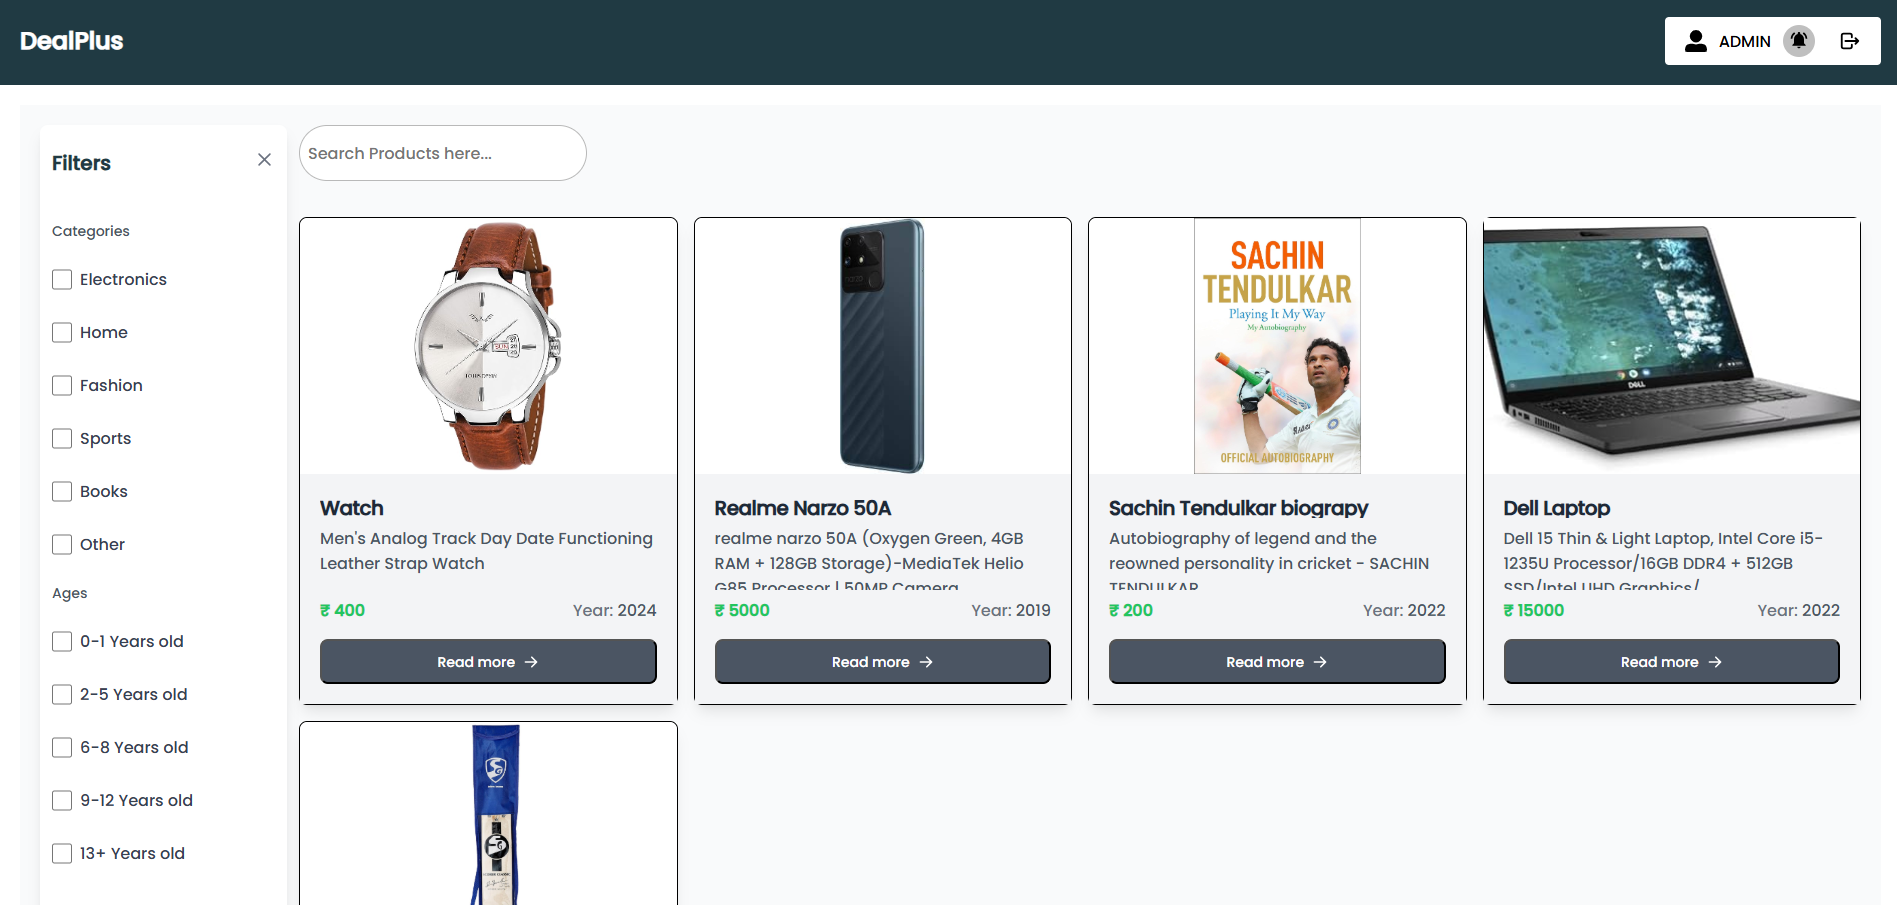 DealPlus
ADMIN
Filters
Search Products here...
Categories
Electronics
Home
Fashion
Sports
Books
Other
Ages
0-1 Years old
2-5 Years old
6-8 Years old
9-12 Years old
13+ Years old
SUN
SACHIN
TENDULKAR
Playing It My Way
My Autobiography
OFFICIAL AUTOBIOGRAPHY
DELL
Watch
Men's Analog Track Day Date Functioning
Leather Strap Watch
₹ 400
Year: 2024
Read more
Realme Narzo 50A
realme narzo 50A (Oxygen Green, 4GB
RAM + 128GB Storage)-MediaTek Helio
G85 Processor | 50MP Camera
₹ 5000
Year: 2019
Read more
Sachin Tendulkar biograpy
Autobiography of legend and the
reowned personality in cricket - SACHIN
TENDULKAR
₹ 200
Year: 2022
Read more
Dell Laptop
Dell 15 Thin & Light Laptop, Intel Core i5-
1235U Processor/16GB DDR4 + 512GB
SSD/Intel UHD Graphics/
₹ 15000
Year: 2022
Read more
SG